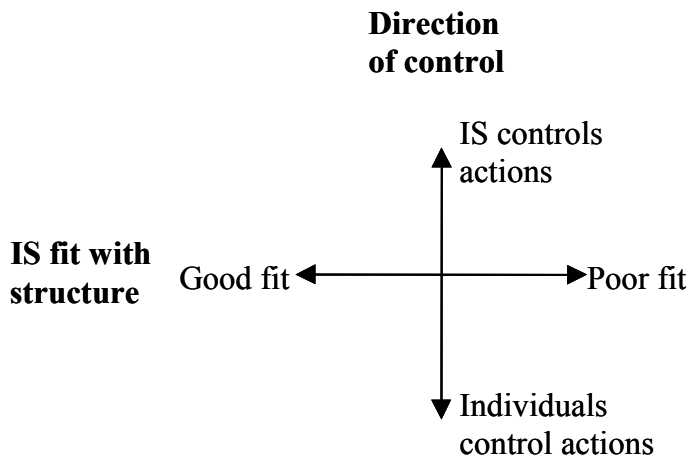 Direction
of control
IS controls
actions
IS fit with
structure
Good fit
Poor fit
Individuals
control actions